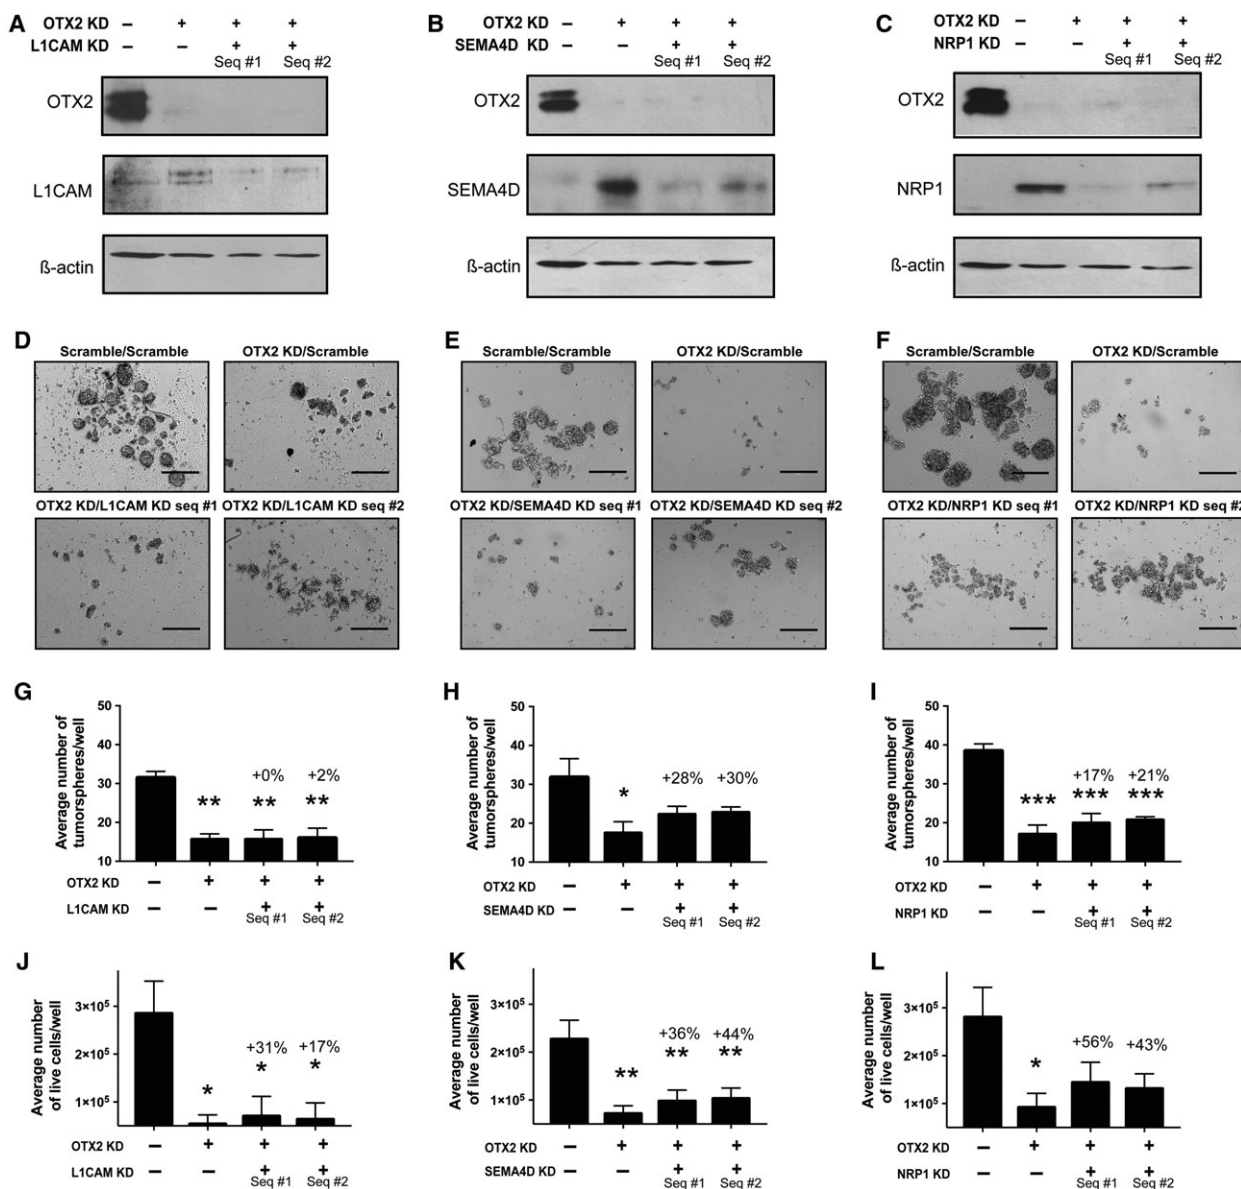 A
OTX2 KD – + + +
L1CAM KD – – + +
Seq #1 Seq #2
OTX2
L1CAM
ß-actin
B
OTX2 KD – + + +
SEMA4D KD – – + +
Seq #1 Seq #2
OTX2
SEMA4D
ß-actin
C
OTX2 KD – + + +
NRP1 KD – – + +
Seq #1 Seq #2
OTX2
NRP1
ß-actin
D
Scramble/Scramble OTX2 KD/Scramble
OTX2 KD/L1CAM KD seq #1 OTX2 KD/L1CAM KD seq #2
E
Scramble/Scramble OTX2 KD/Scramble
OTX2 KD/SEMA4D KD seq #1 OTX2 KD/SEMA4D KD seq #2
F
Scramble/Scramble OTX2 KD/Scramble
OTX2 KD/NRP1 KD seq #1 OTX2 KD/NRP1 KD seq #2
G
Average number of
tumorspheres/well
50
40
30
20
10
+0% +2%
** ** **
OTX2 KD – + + +
L1CAM KD – – + +
Seq #1 Seq #2
H
Average number of
tumorspheres/well
50
40
30
20
10
+28% +30%
*
OTX2 KD – + + +
SEMA4D KD – – + +
Seq #1 Seq #2
I
Average number of
tumorspheres/well
50
40
30
20
10
+17% +21%
*** *** ***
OTX2 KD – + + +
NRP1 KD – – + +
Seq #1 Seq #2
J
Average number
of live cells/well
3×10⁵
2×10⁵
1×10⁵
+31% +17%
* * *
OTX2 KD – + + +
L1CAM KD – – + +
Seq #1 Seq #2
K
Average number
of live cells/well
3×10⁵
2×10⁵
1×10⁵
+36% +44%
** ** **
OTX2 KD – + + +
SEMA4D KD – – + +
Seq #1 Seq #2
L
Average number
of live cells/well
3×10⁵
2×10⁵
1×10⁵
+56% +43%
*
OTX2 KD – + + +
NRP1 KD – – + +
Seq #1 Seq #2